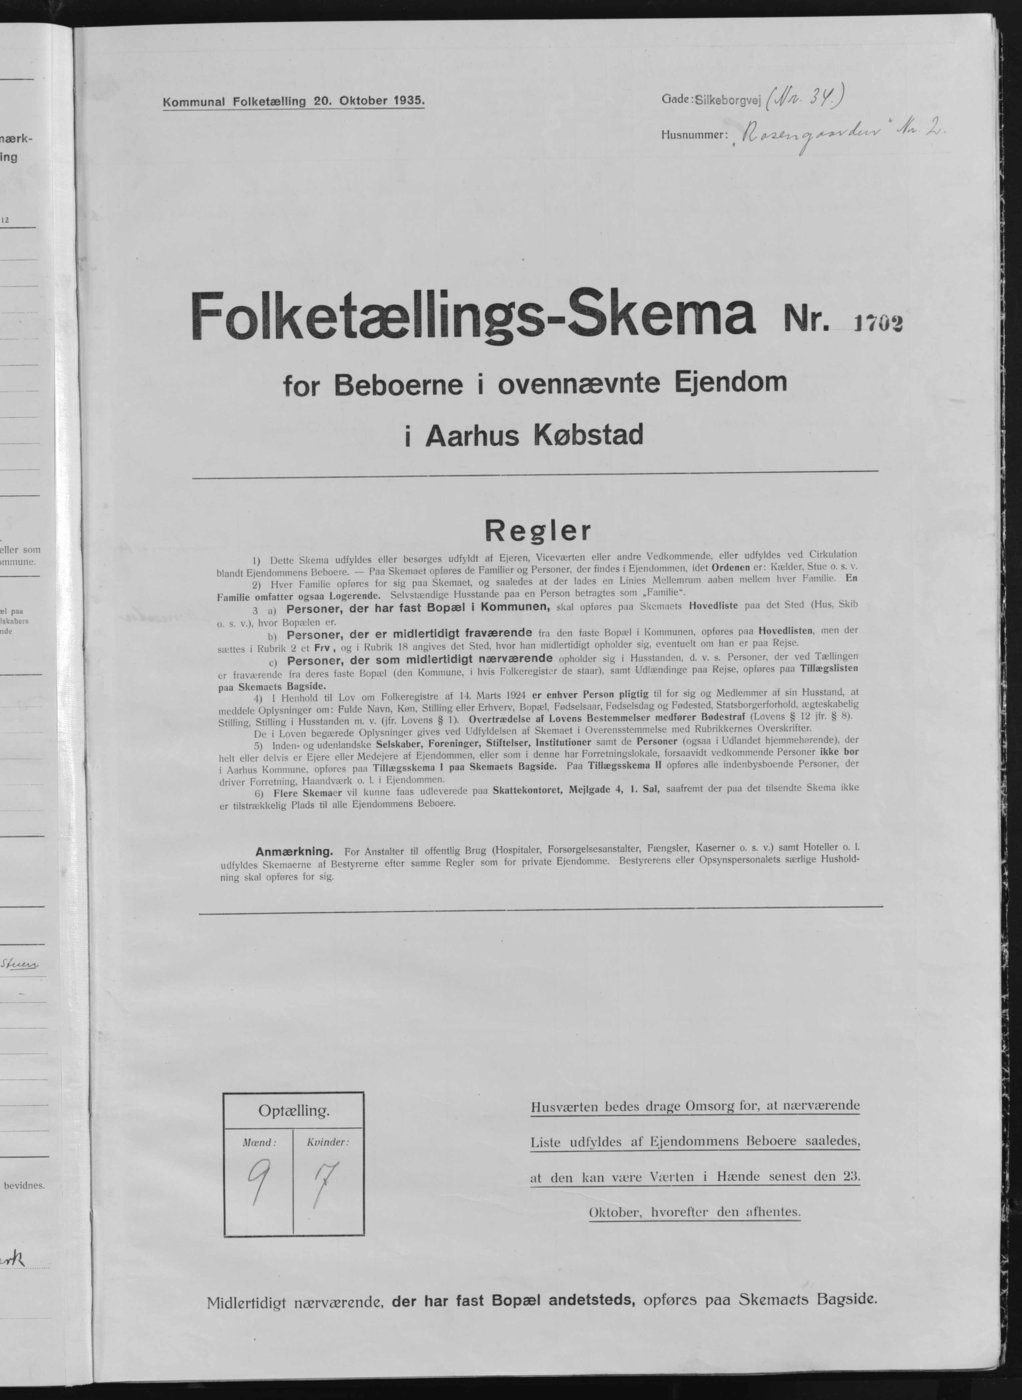 Kommunal Folketælling 20. Oktober 1935.
Gade: Silkeborgvej (Nr. 34.)
Husnummer: „Rosengaarden" Nr. 2.
Folketællings-Skema Nr. 1702
for Beboerne i ovennævnte Ejendom
i Aarhus Købstad
Regler
1) Dette Skema udfyldes eller besørges udfyldt af Ejeren, Viceværten eller andre Vedkommende, eller udfyldes ved Cirkulation
blandt Ejendommens Beboere. — Paa Skemaet opføres de Familier og Personer, der findes i Ejendommen, idet Ordenen er: Kælder, Stue o. s. v.
2) Hver Familie opføres for sig paa Skemaet, og saaledes at der lades en Linies Mellemrum aaben mellem hver Familie. En
Familie omfatter ogsaa Logerende. Selvstændige Husstande paa en Person betragtes som „Familie".
3 a) Personer, der har fast Bopæl i Kommunen, skal opføres paa Skemaets Hovedliste paa det Sted (Hus, Skib
o. s. v.), hvor Bopælen er.
b) Personer, der er midlertidigt fraværende fra den faste Bopæl i Kommunen, opføres paa Hovedlisten, men der
sættes i Rubrik 2 et Frv., og i Rubrik 18 angives det Sted, hvor han midlertidigt opholder sig, eventuelt om han er paa Rejse.
c) Personer, der som midlertidigt nærværende opholder sig i Husstanden, d. v. s. Personer, der ved Tællingen
er fraværende fra deres faste Bopæl (den Kommune, i hvis Folkeregister de staar), samt Udlændinge paa Rejse, opføres paa Tillægslisten
paa Skemaets Bagside.
4) I Henhold til Lov om Folkeregistre af 14. Marts 1924 er enhver Person pligtig til for sig og Medlemmer af sin Husstand, at
meddele Oplysninger om: Fulde Navn, Køn, Stilling eller Erhverv, Bopæl, Fødselsaar, Fødselsdag og Fødested, Statsborgerforhold, ægteskabelig
Stilling, Stilling i Husstanden m. v. (jfr. Lovens § 1). Overtrædelse af Lovens Bestemmelser medfører Bødestraf (Lovens § 12 jfr. § 8).
De i Loven begærede Oplysninger gives ved Udfyldelsen af Skemaet i Overensstemmelse med Rubrikkernes Overskrifter.
5) Inden- og udenlandske Selskaber, Foreninger, Stiftelser, Institutioner samt de Personer (ogsaa i Udlandet hjemmehørende), der
helt eller delvis er Ejere eller Medejere af Ejendommen, eller som i denne har Forretningslokale, forsaavidt vedkommende Personer ikke bor
i Aarhus Kommune, opføres paa Tillægsskema I paa Skemaets Bagside. Paa Tillægsskema II opføres alle indenbysboende Personer, der
driver Forretning, Haandværk o. l. i Ejendommen.
6) Flere Skemaer vil kunne faas udleverede paa Skattekontoret, Mejlgade 4, 1. Sal, saafremt der paa det tilsendte Skema ikke
er tilstrækkelig Plads til alle Ejendommens Beboere.
Anmærkning. For Anstalter til offentlig Brug (Hospitaler, Forsørgelsesanstalter, Fængsler, Kaserner o. s. v.) samt Hoteller o. l.
udfyldes Skemaerne af Bestyrerne efter samme Regler som for private Ejendomme. Bestyrerens eller Opsynspersonalets særlige Hushold-
ning skal opføres for sig.
Optælling.
Mænd: Kvinder:
9 7
Husværten bedes drage Omsorg for, at nærværende
Liste udfyldes af Ejendommens Beboere saaledes,
at den kan være Værten i Hænde senest den 23.
Oktober, hvorefter den afhentes.
Midlertidigt nærværende, der har fast Bopæl andetsteds, opføres paa Skemaets Bagside.
nærk-
ing
12
eller som
ommune.
el paa
lskabers
nde
Stuen
bevidnes.